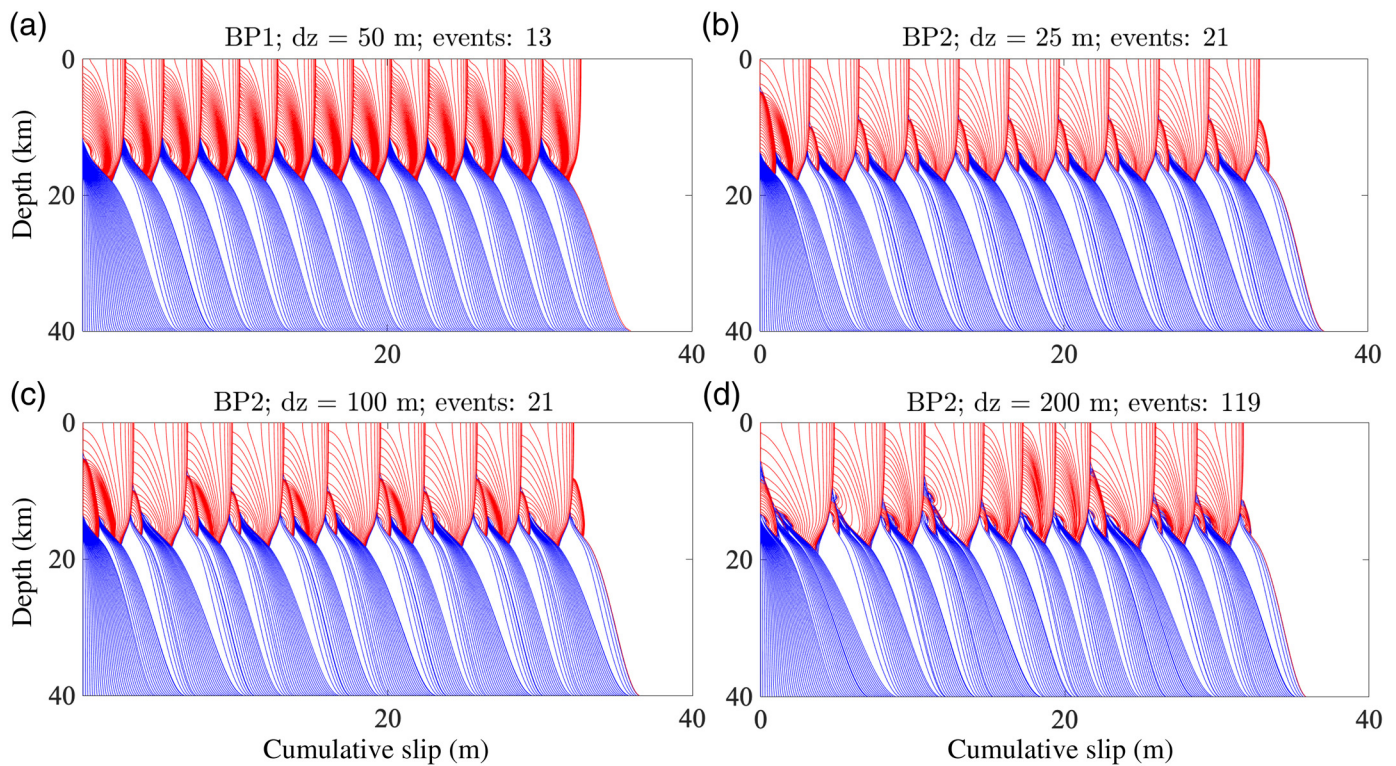 (a)
BP1; dz = 50 m; events: 13
(b)
BP2; dz = 25 m; events: 21
0
20
40
Depth (km)
20
40
0
20
40
0
20
40
(c)
BP2; dz = 100 m; events: 21
(d)
BP2; dz = 200 m; events: 119
0
20
40
Depth (km)
20
40
Cumulative slip (m)
0
20
40
0
20
40
Cumulative slip (m)